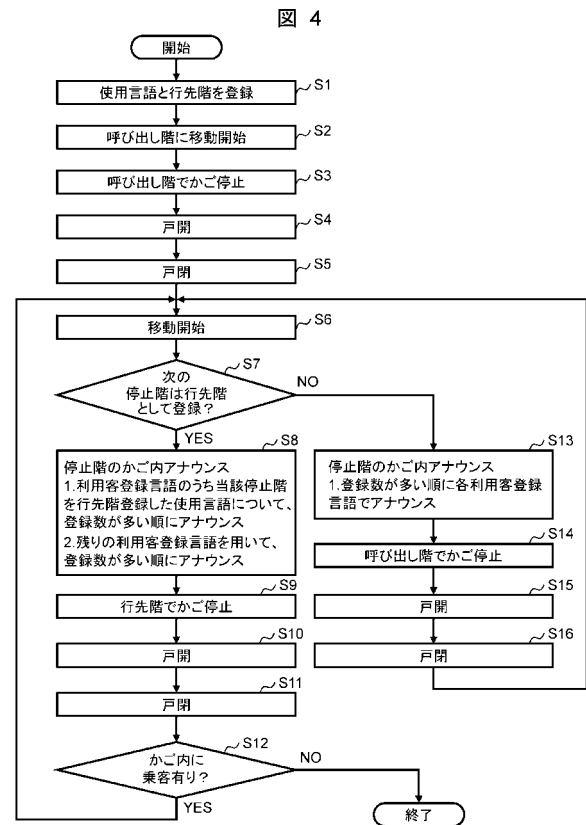 図 4
開始
使用言語と行先階を登録
S1
呼び出し階に移動開始
S2
呼び出し階でかご停止
S3
戸開
S4
戸閉
S5
移動開始
S6
次の
停止階は行先階
として登録？
S7
NO
YES
停止階のかご内アナウンス
1.利用客登録言語のうち当該停止階
を行先階登録した使用言語について、
登録数が多い順にアナウンス
2.残りの利用客登録言語を用いて、
登録数が多い順にアナウンス
S8
行先階でかご停止
S9
戸開
S10
戸閉
S11
かご内に
乗客有り？
S12
NO
YES
停止階のかご内アナウンス
1.登録数が多い順に各利用客登録
言語でアナウンス
S13
呼び出し階でかご停止
S14
戸開
S15
戸閉
S16
終了